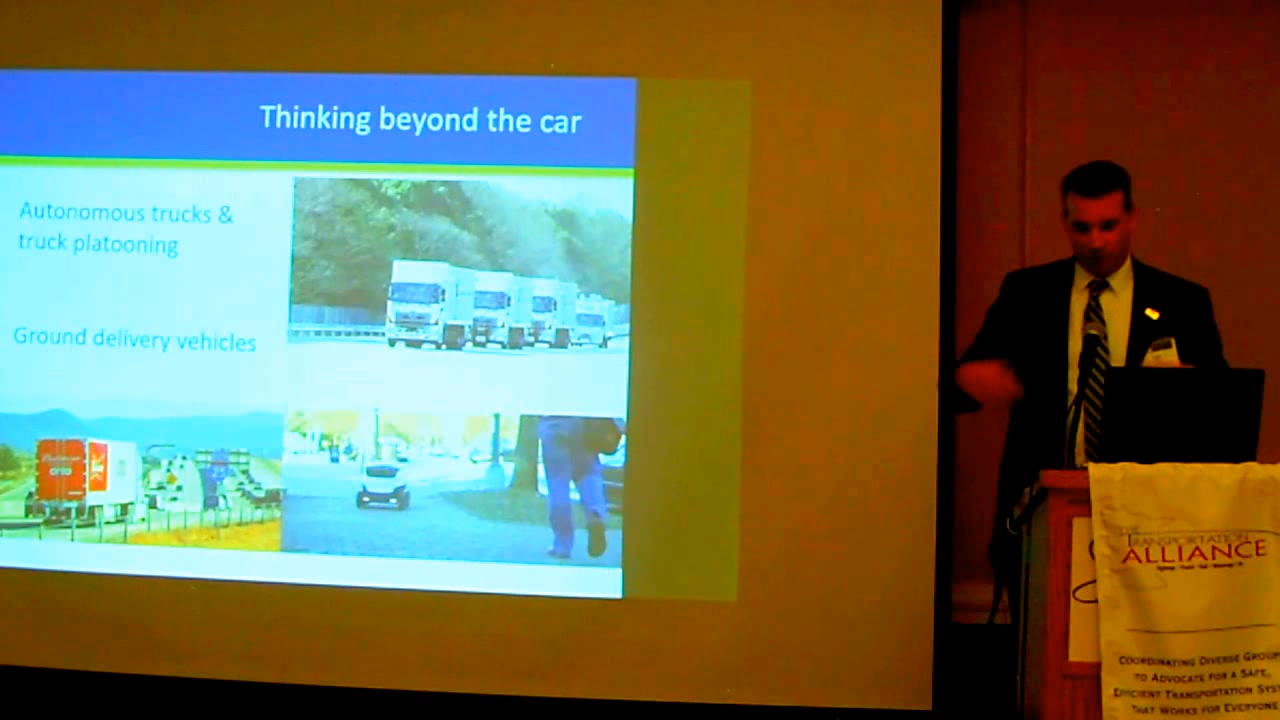 Thinking beyond the car
Autonomous trucks &
truck platooning
Ground delivery vehicles
THE
TRANSPORTATION
ALLIANCE
COORDINATING DIVERSE GROUPS
TO ADVOCATE FOR A SAFE,
EFFICIENT TRANSPORTATION SYST
THAT WORKS FOR EVERYONE